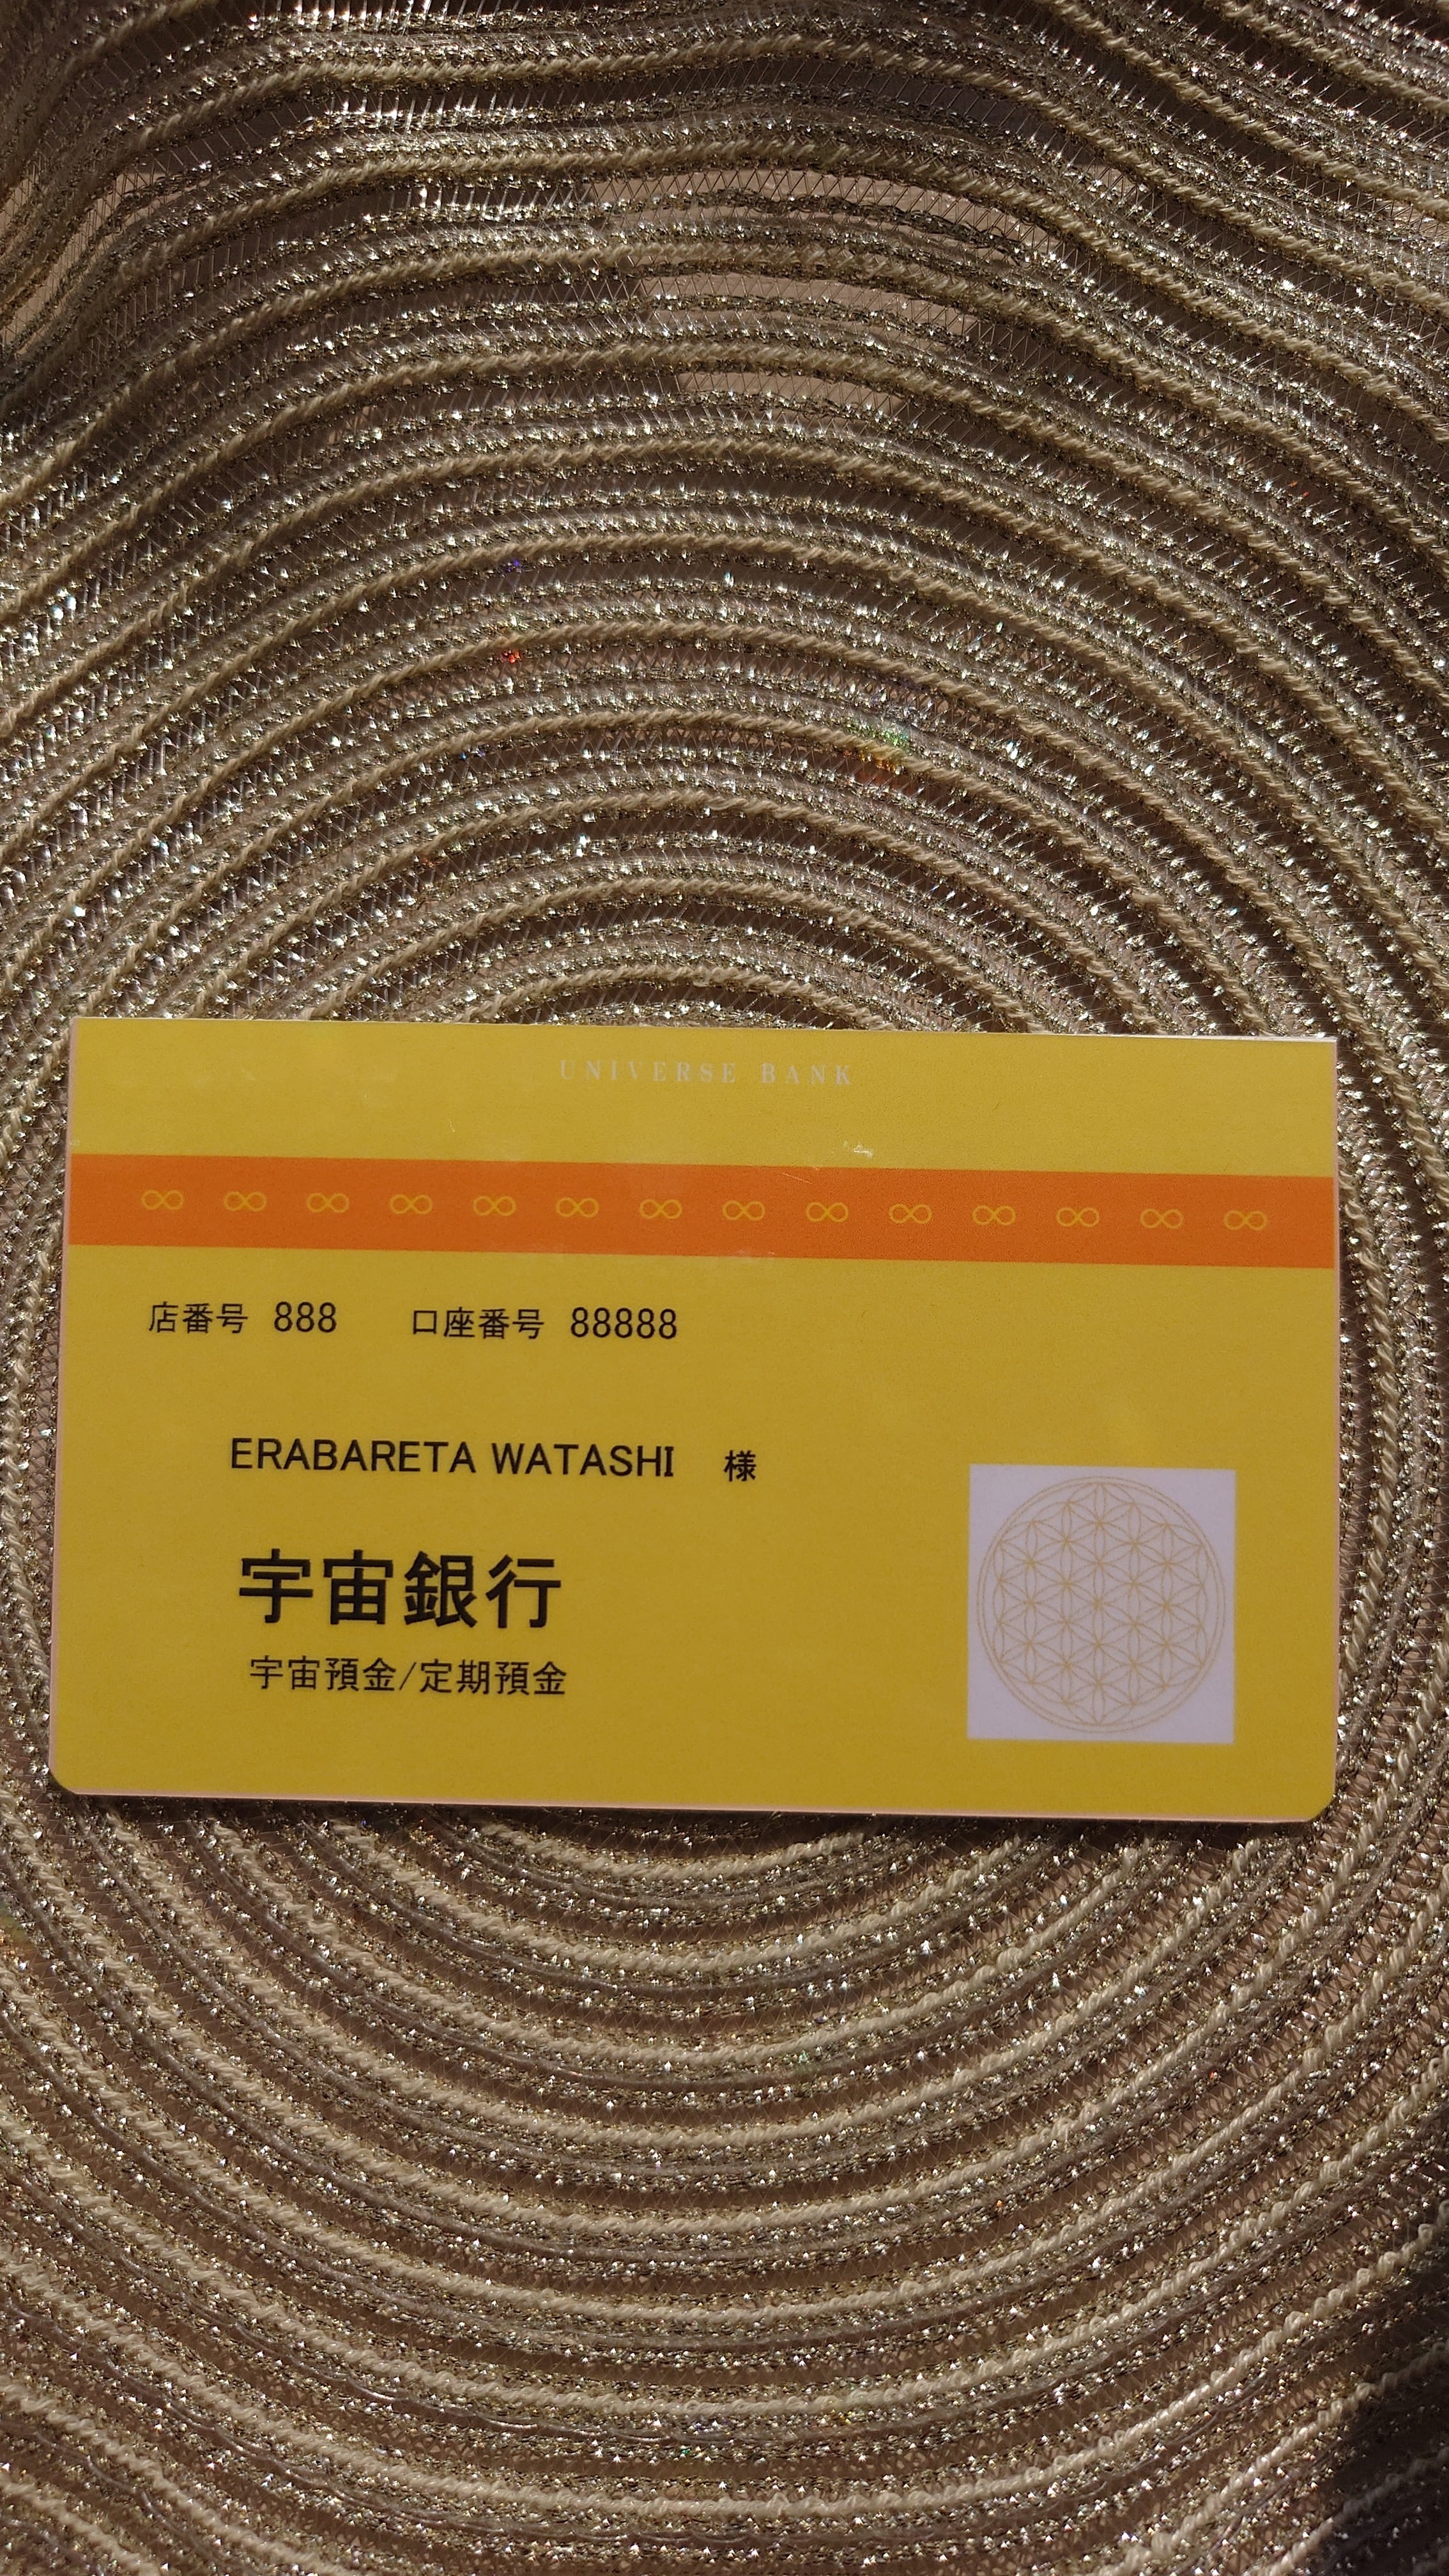 UNIVERSE BANK
∞ ∞ ∞ ∞ ∞ ∞ ∞ ∞ ∞ ∞ ∞ ∞ ∞ ∞
店番号 888 口座番号 88888
ERABARETA WATASHI 様
宇宙銀行
宇宙預金/定期預金